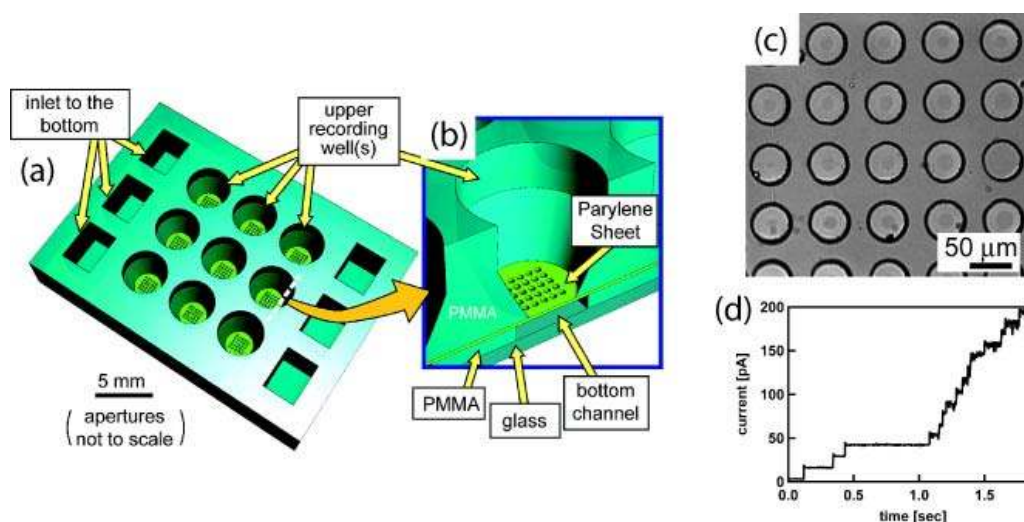 (a)
inlet to the
bottom
upper
recording
well(s)
5 mm
( apertures
not to scale )
(b)
Parylene
Sheet
PMMA
PMMA
glass
bottom
channel
(c)
50 μm
(d)
200
150
100
50
0
current [pA]
0.0
0.5
1.0
1.5
time [sec]